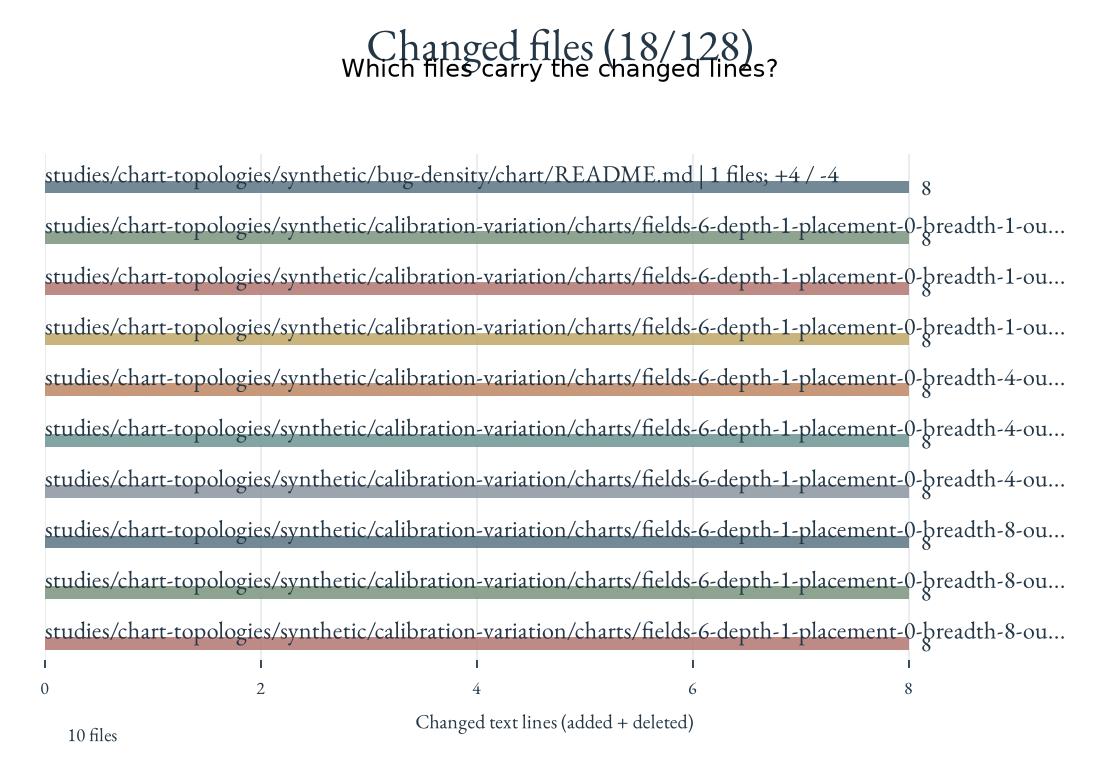 Changed files (18/128)
Which files carry the changed lines?
studies/chart-topologies/synthetic/bug-density/chart/README.md | 1 files; +4 / -4
8
studies/chart-topologies/synthetic/calibration-variation/charts/fields-6-depth-1-placement-0-breadth-1-ou...
8
studies/chart-topologies/synthetic/calibration-variation/charts/fields-6-depth-1-placement-0-breadth-1-ou...
8
studies/chart-topologies/synthetic/calibration-variation/charts/fields-6-depth-1-placement-0-breadth-1-ou...
8
studies/chart-topologies/synthetic/calibration-variation/charts/fields-6-depth-1-placement-0-breadth-4-ou...
8
studies/chart-topologies/synthetic/calibration-variation/charts/fields-6-depth-1-placement-0-breadth-4-ou...
8
studies/chart-topologies/synthetic/calibration-variation/charts/fields-6-depth-1-placement-0-breadth-4-ou...
8
studies/chart-topologies/synthetic/calibration-variation/charts/fields-6-depth-1-placement-0-breadth-8-ou...
8
studies/chart-topologies/synthetic/calibration-variation/charts/fields-6-depth-1-placement-0-breadth-8-ou...
8
studies/chart-topologies/synthetic/calibration-variation/charts/fields-6-depth-1-placement-0-breadth-8-ou...
8
0 2 4 6 8
Changed text lines (added + deleted)
10 files